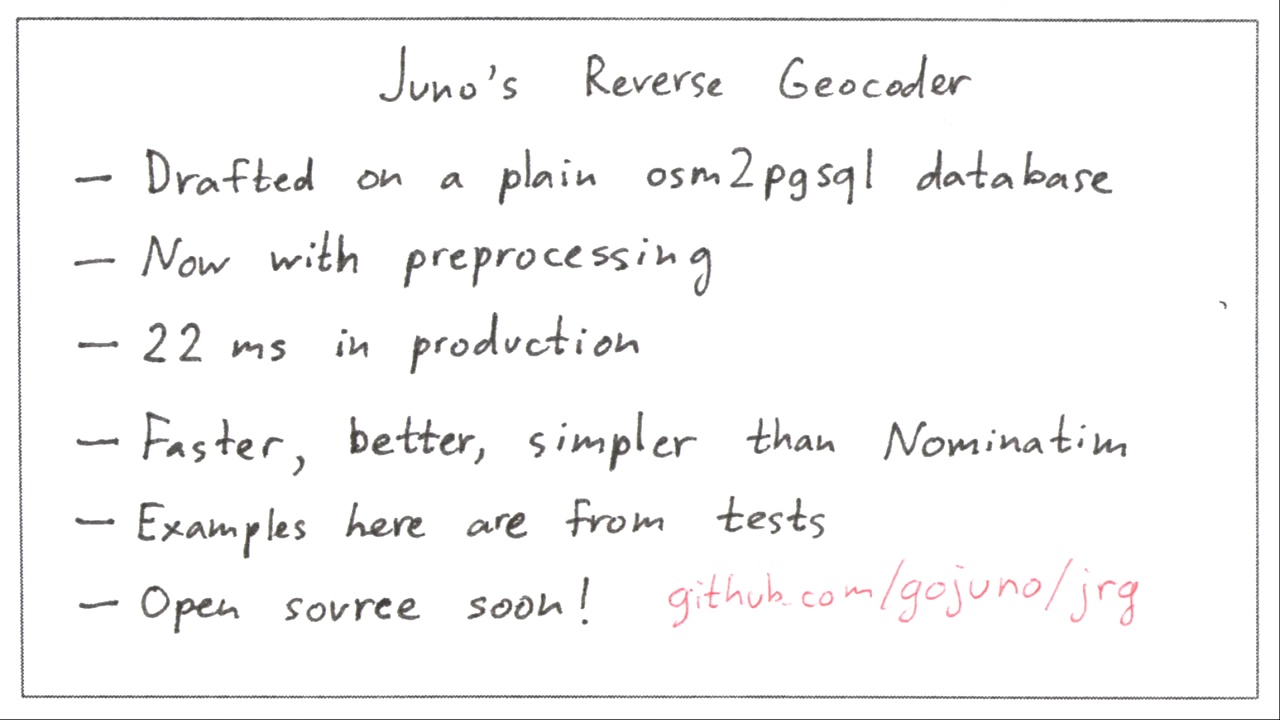 Juno's Reverse Geocoder
— Drafted on a plain osm2pgsql database
— Now with preprocessing
— 22 ms in production
— Faster, better, simpler than Nominatim
— Examples here are from tests
— Open source soon! github.com/gojuno/jrg